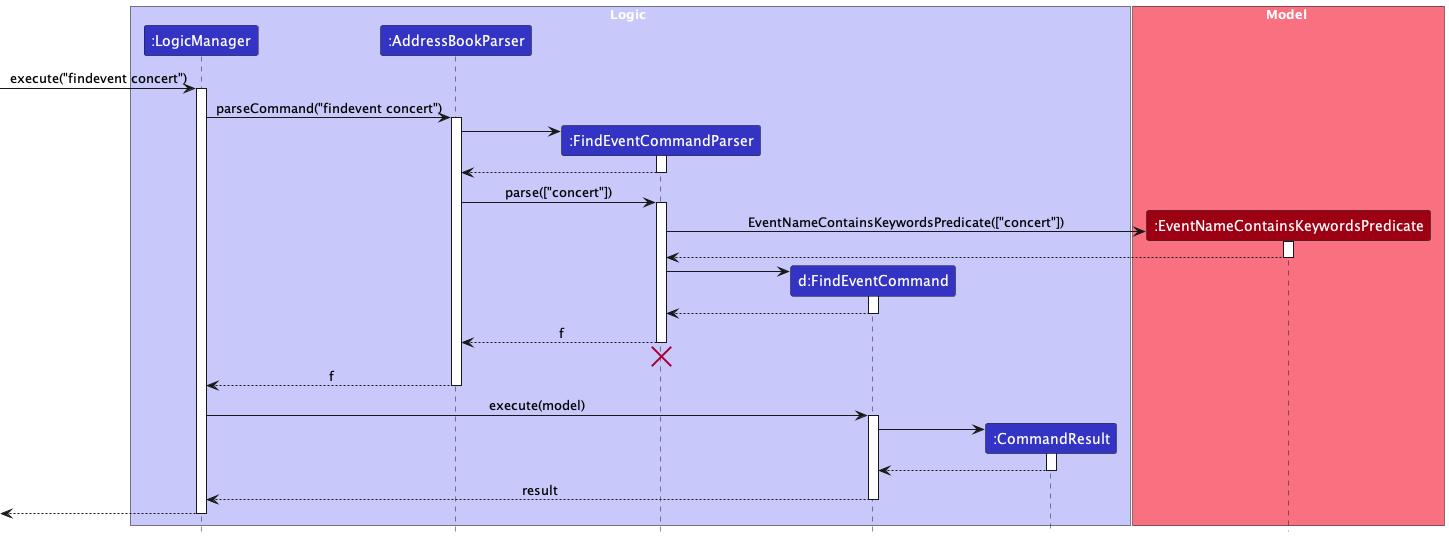 Logic
Model
:LogicManager
:AddressBookParser
execute("findevent concert")
parseCommand("findevent concert")
:FindEventCommandParser
parse(["concert"])
EventNameContainsKeywordsPredicate(["concert"])
:EventNameContainsKeywordsPredicate
d:FindEventCommand
f
f
execute(model)
:CommandResult
result